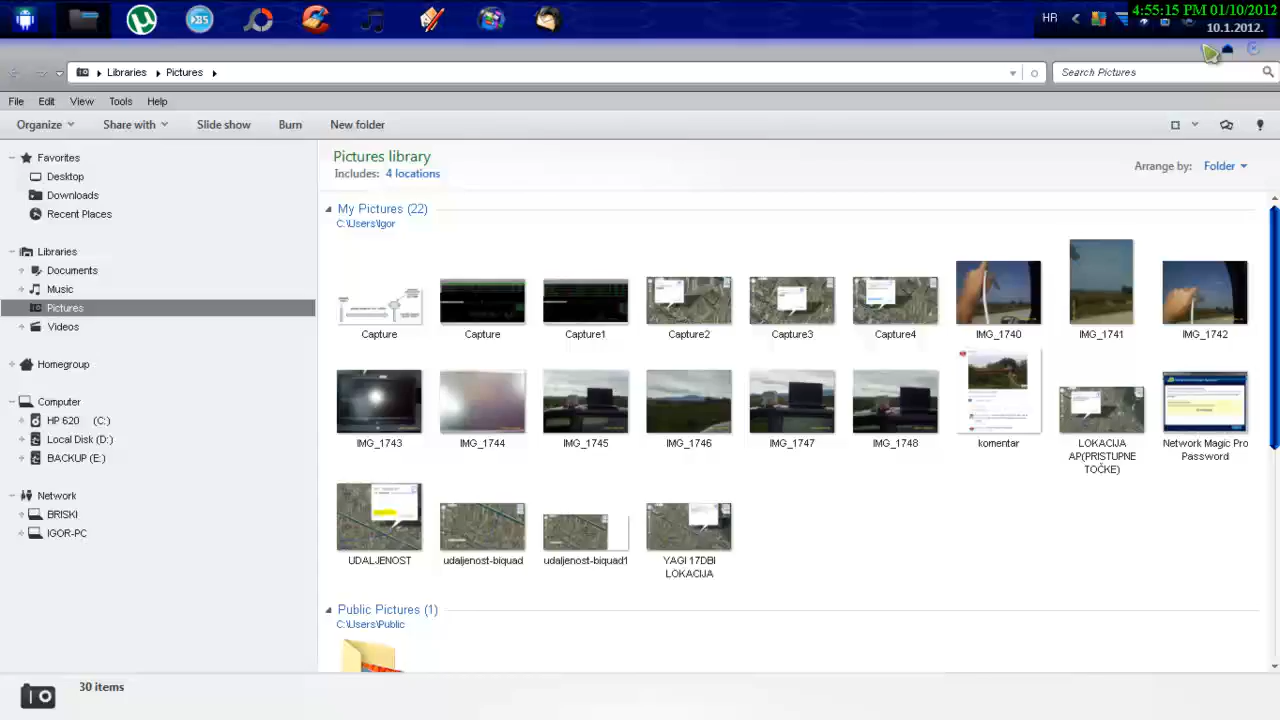 HR
4:55:15 PM 01/10/2012
10.1.2012.
Libraries
Pictures
Search Pictures
File Edit View Tools Help
Organize Share with Slide show Burn New folder
Favorites
Desktop
Downloads
Recent Places
Libraries
Documents
Music
Pictures
Videos
Homegroup
Computer
HP 620 (C:)
Local Disk (D:)
BACKUP (E:)
Network
BRISKI
IGOR-PC
Pictures library
Includes: 4 locations
Arrange by: Folder
My Pictures (22)
C:\Users\Igor
Capture Capture Capture1 Capture2 Capture3 Capture4 IMG_1740 IMG_1741 IMG_1742
IMG_1743 IMG_1744 IMG_1745 IMG_1746 IMG_1747 IMG_1748 komentar
LOKACIJA
AP(PRISTUPNE
TOČKE)
Network Magic Pro
Password
UDALJENOST udaljenost-biquad udaljenost-biquad1
YAGI 17DBI
LOKACIJA
Public Pictures (1)
C:\Users\Public
30 items